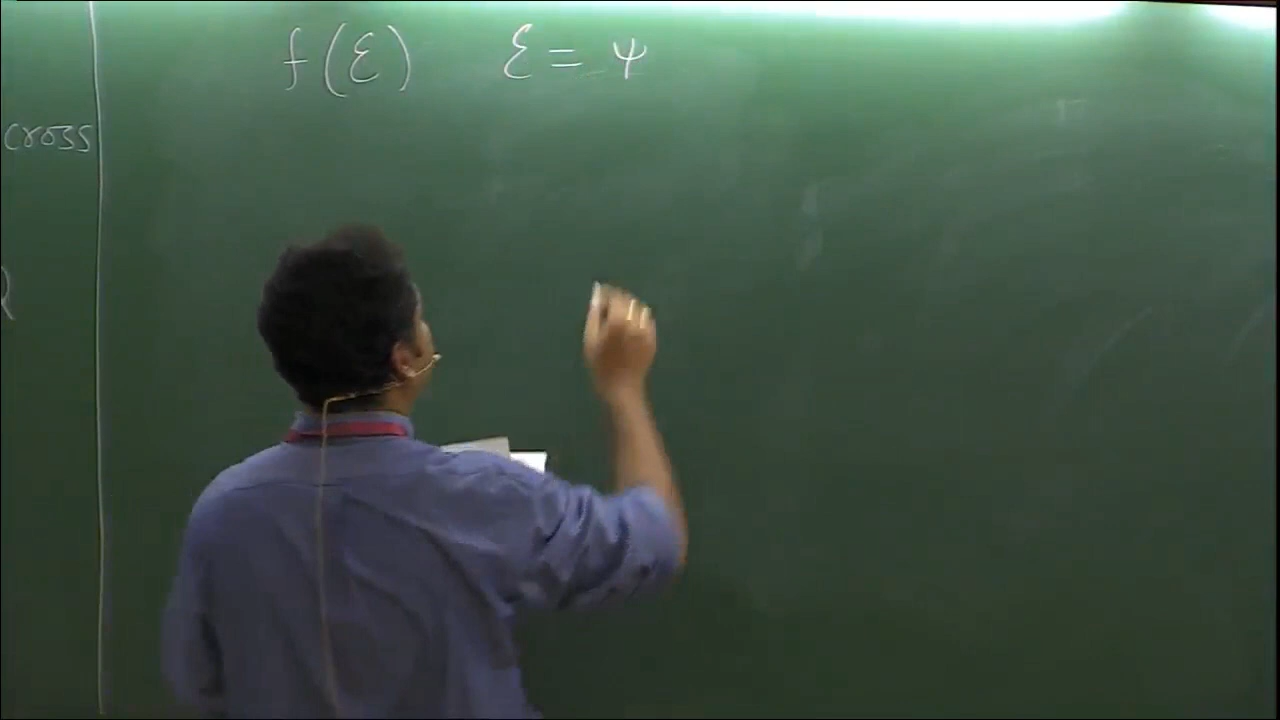 f(ℰ) ℰ = ψ
cross